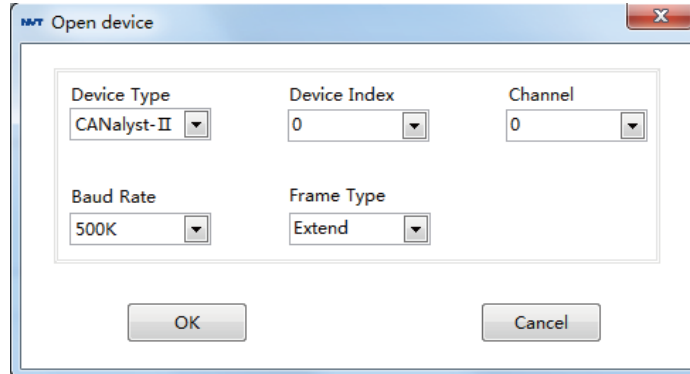 NVT Open device
Device Type Device Index Channel
CANalyst-II 0 0
Baud Rate Frame Type
500K Extend
OK Cancel